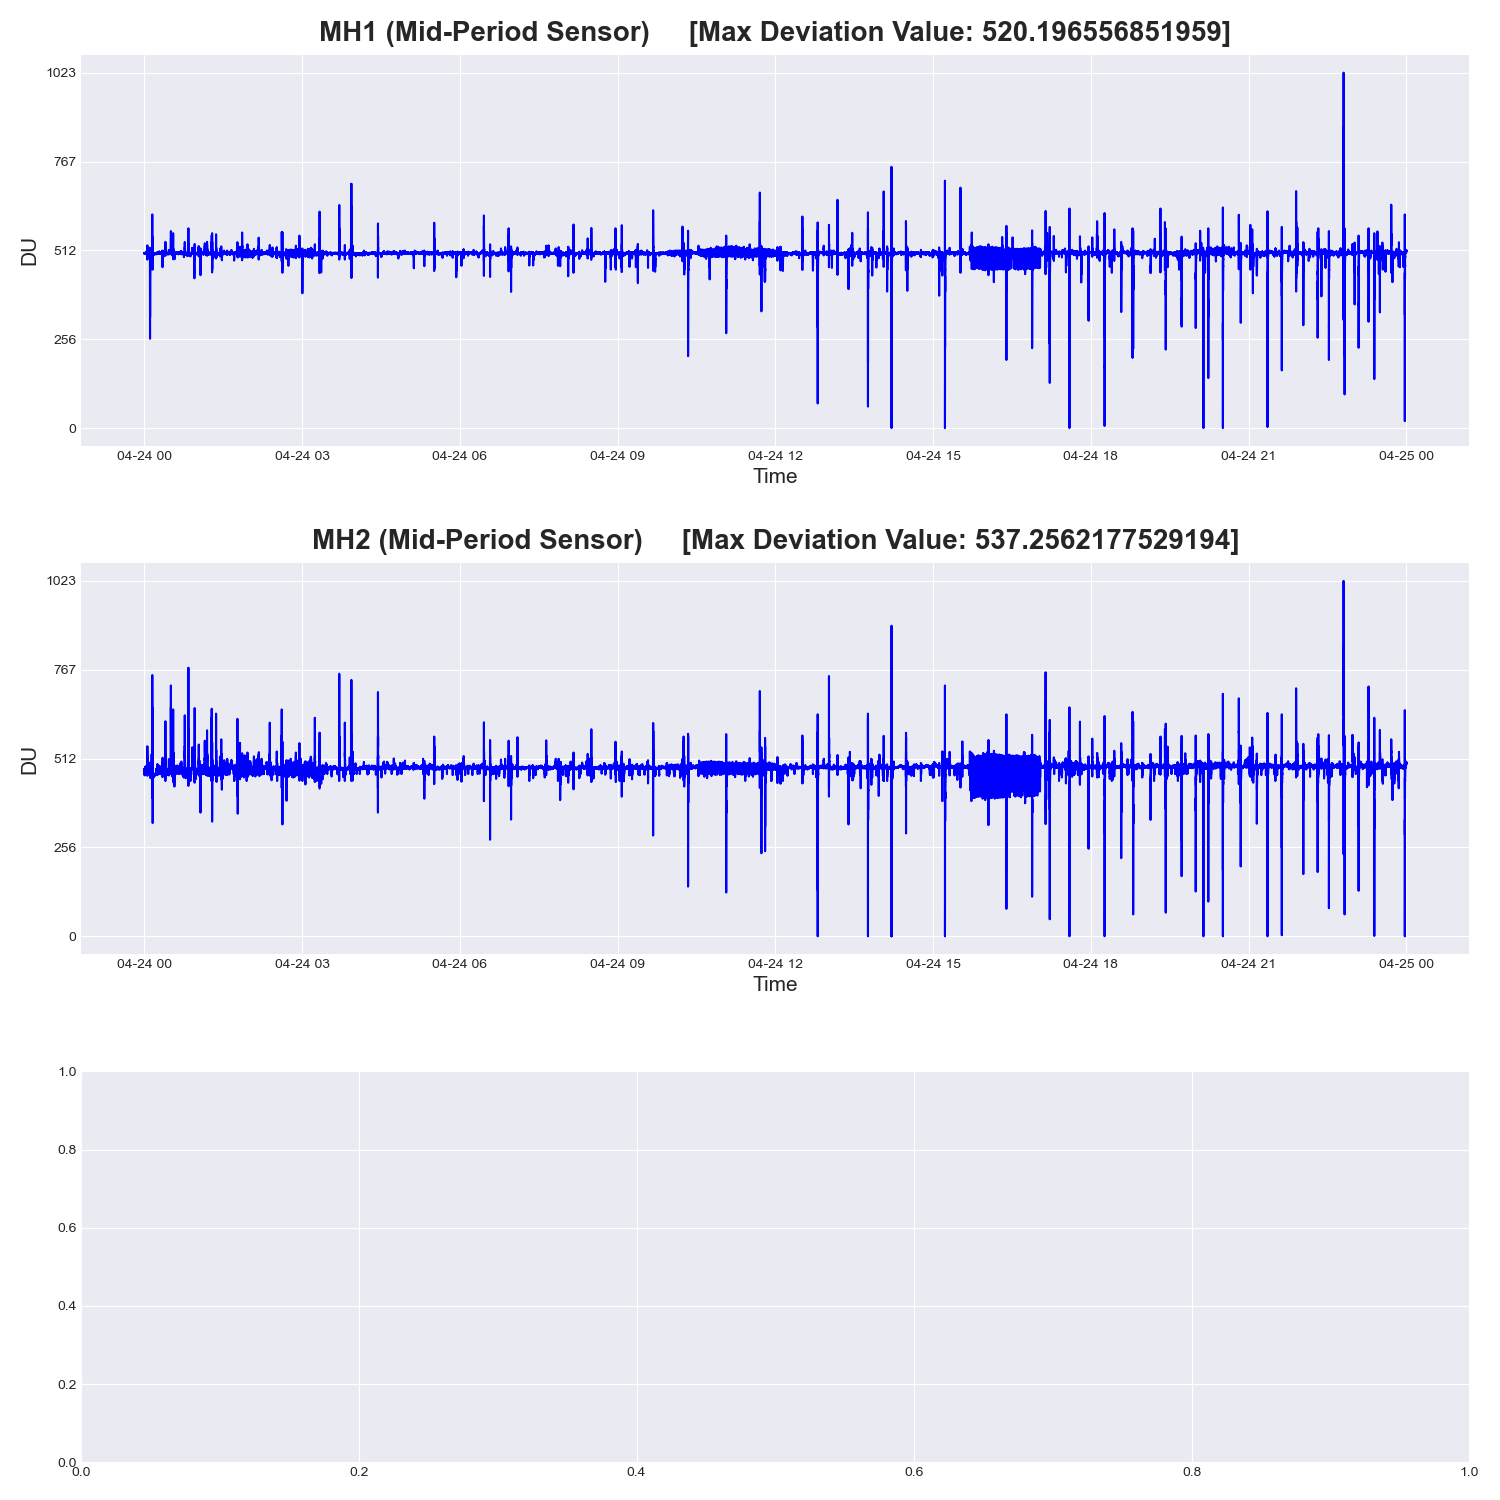 MH1 (Mid-Period Sensor) [Max Deviation Value: 520.196556851959]
DU
1023
767
512
256
0
04-24 00 04-24 03 04-24 06 04-24 09 04-24 12 04-24 15 04-24 18 04-24 21 04-25 00
Time
MH2 (Mid-Period Sensor) [Max Deviation Value: 537.2562177529194]
DU
1023
767
512
256
0
04-24 00 04-24 03 04-24 06 04-24 09 04-24 12 04-24 15 04-24 18 04-24 21 04-25 00
Time
1.0
0.8
0.6
0.4
0.2
0.0
0.0 0.2 0.4 0.6 0.8 1.0